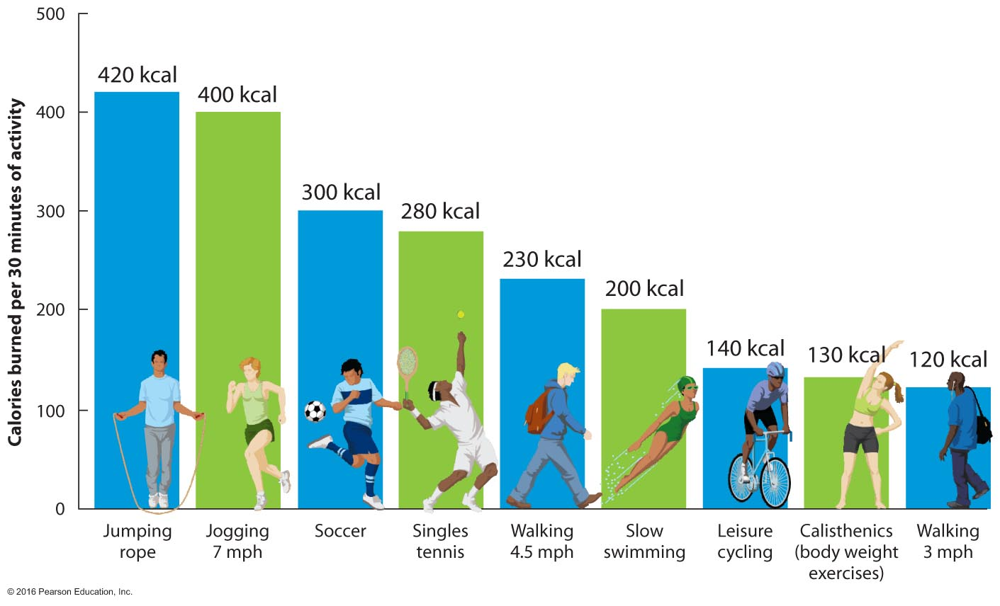 Calories burned per 30 minutes of activity
500
400
300
200
100
0
420 kcal
400 kcal
300 kcal
280 kcal
230 kcal
200 kcal
140 kcal
130 kcal
120 kcal
Jumping
rope
Jogging
7 mph
Soccer
Singles
tennis
Walking
4.5 mph
Slow
swimming
Leisure
cycling
Calisthenics
(body weight
exercises)
Walking
3 mph
© 2016 Pearson Education, Inc.